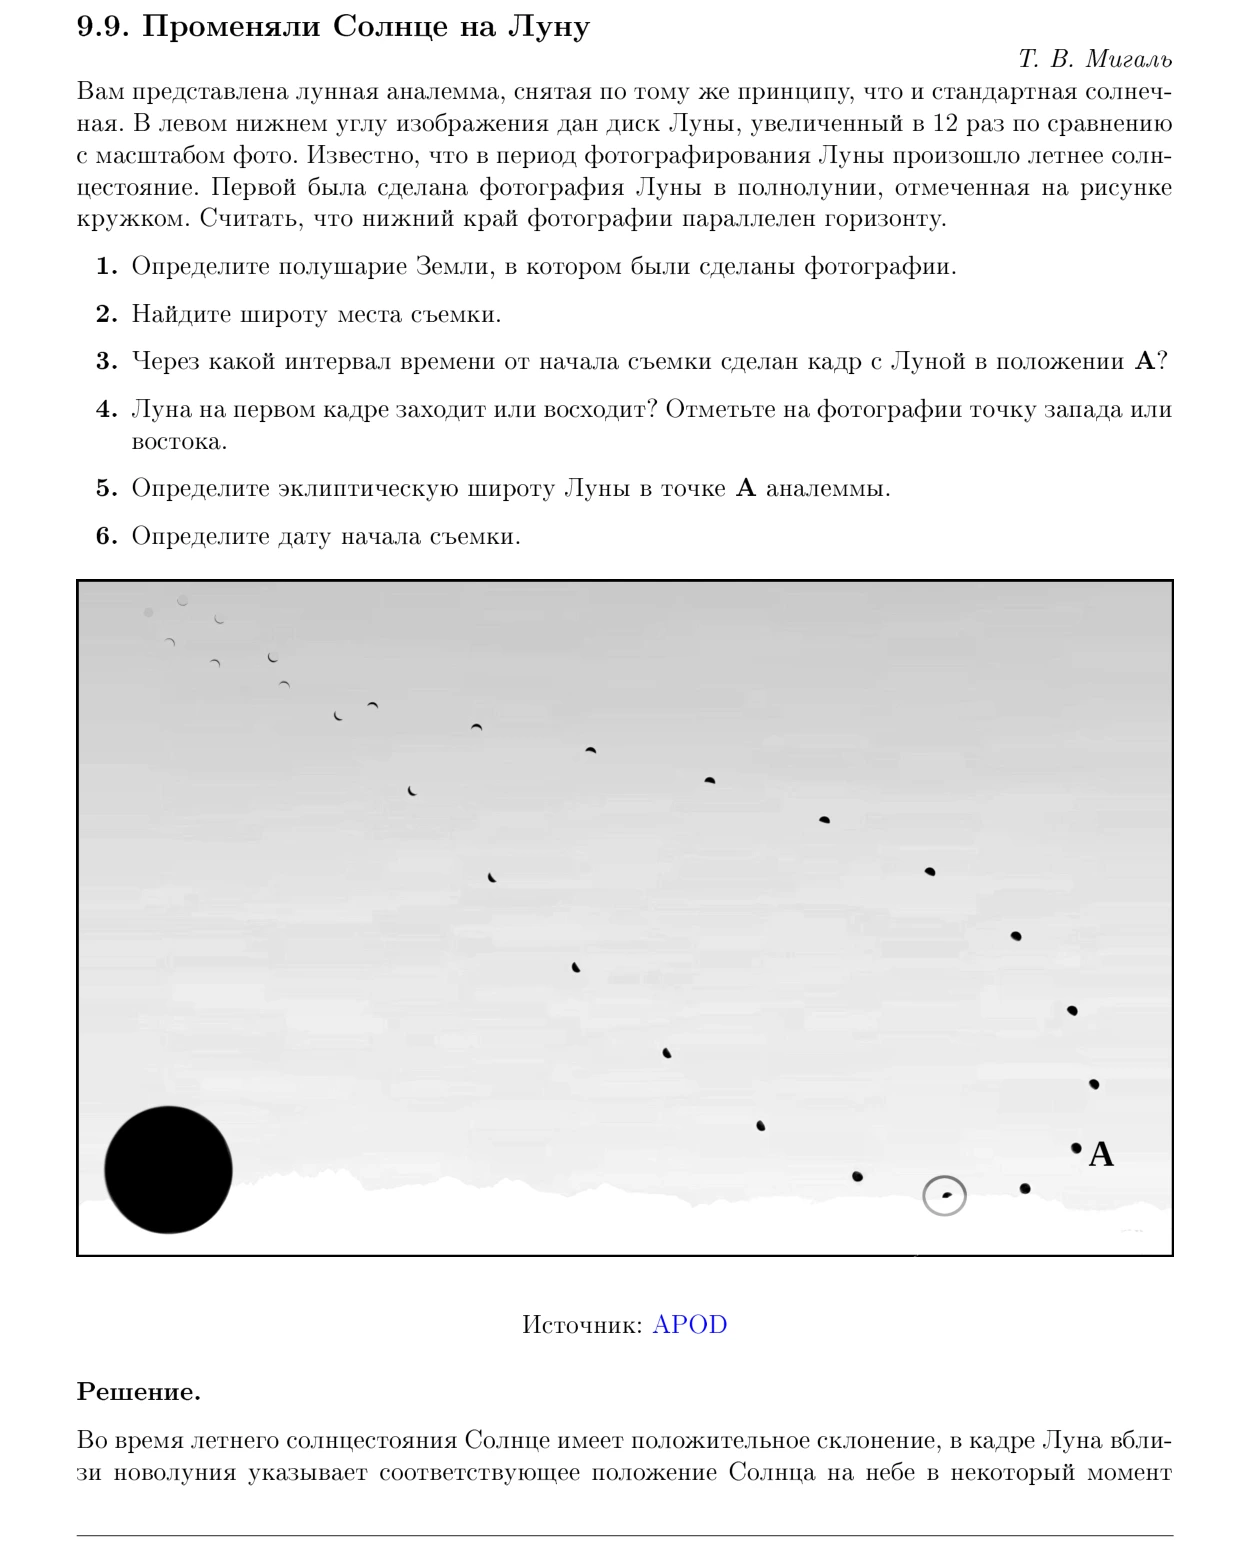 9.9. Променяли Солнце на Луну
Т. В. Мигаль
Вам представлена лунная аналемма, снятая по тому же принципу, что и стандартная солнеч-
ная. В левом нижнем углу изображения дан диск Луны, увеличенный в 12 раз по сравнению
с масштабом фото. Известно, что в период фотографирования Луны произошло летнее солн-
цестояние. Первой была сделана фотография Луны в полнолунии, отмеченная на рисунке
кружком. Считать, что нижний край фотографии параллелен горизонту.
1. Определите полушарие Земли, в котором были сделаны фотографии.
2. Найдите широту места съемки.
3. Через какой интервал времени от начала съемки сделан кадр с Луной в положении А?
4. Луна на первом кадре заходит или восходит? Отметьте на фотографии точку запада или
востока.
5. Определите эклиптическую широту Луны в точке А аналеммы.
6. Определите дату начала съемки.
А
Источник: APOD
Решение.
Во время летнего солнцестояния Солнце имеет положительное склонение, в кадре Луна вбли-
зи новолуния указывает соответствующее положение Солнца на небе в некоторый момент